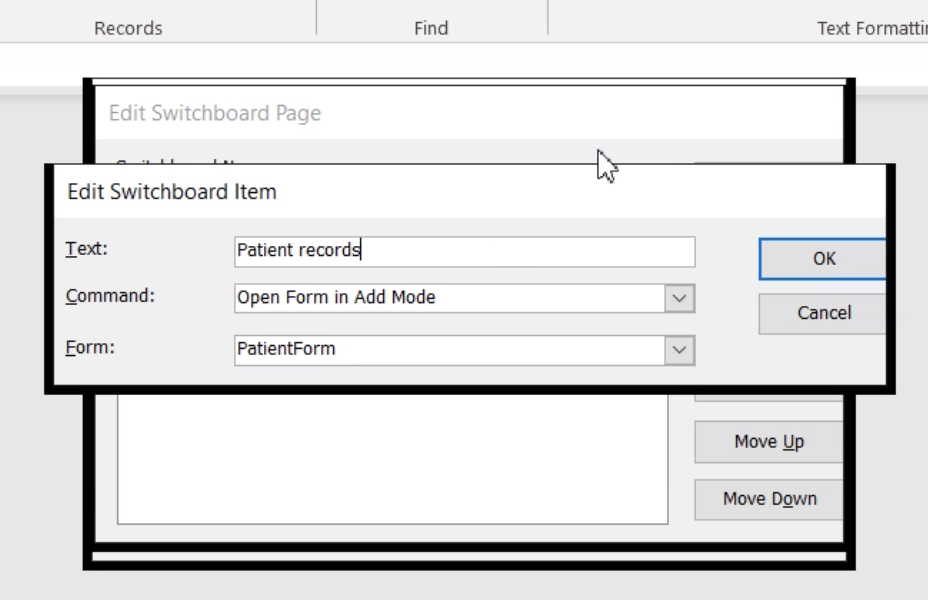 Records
Find
Text Formattin
Edit Switchboard Page
Edit Switchboard Item
Text:
Patient records
OK
Command:
Open Form in Add Mode
Cancel
Form:
PatientForm
Move Up
Move Down